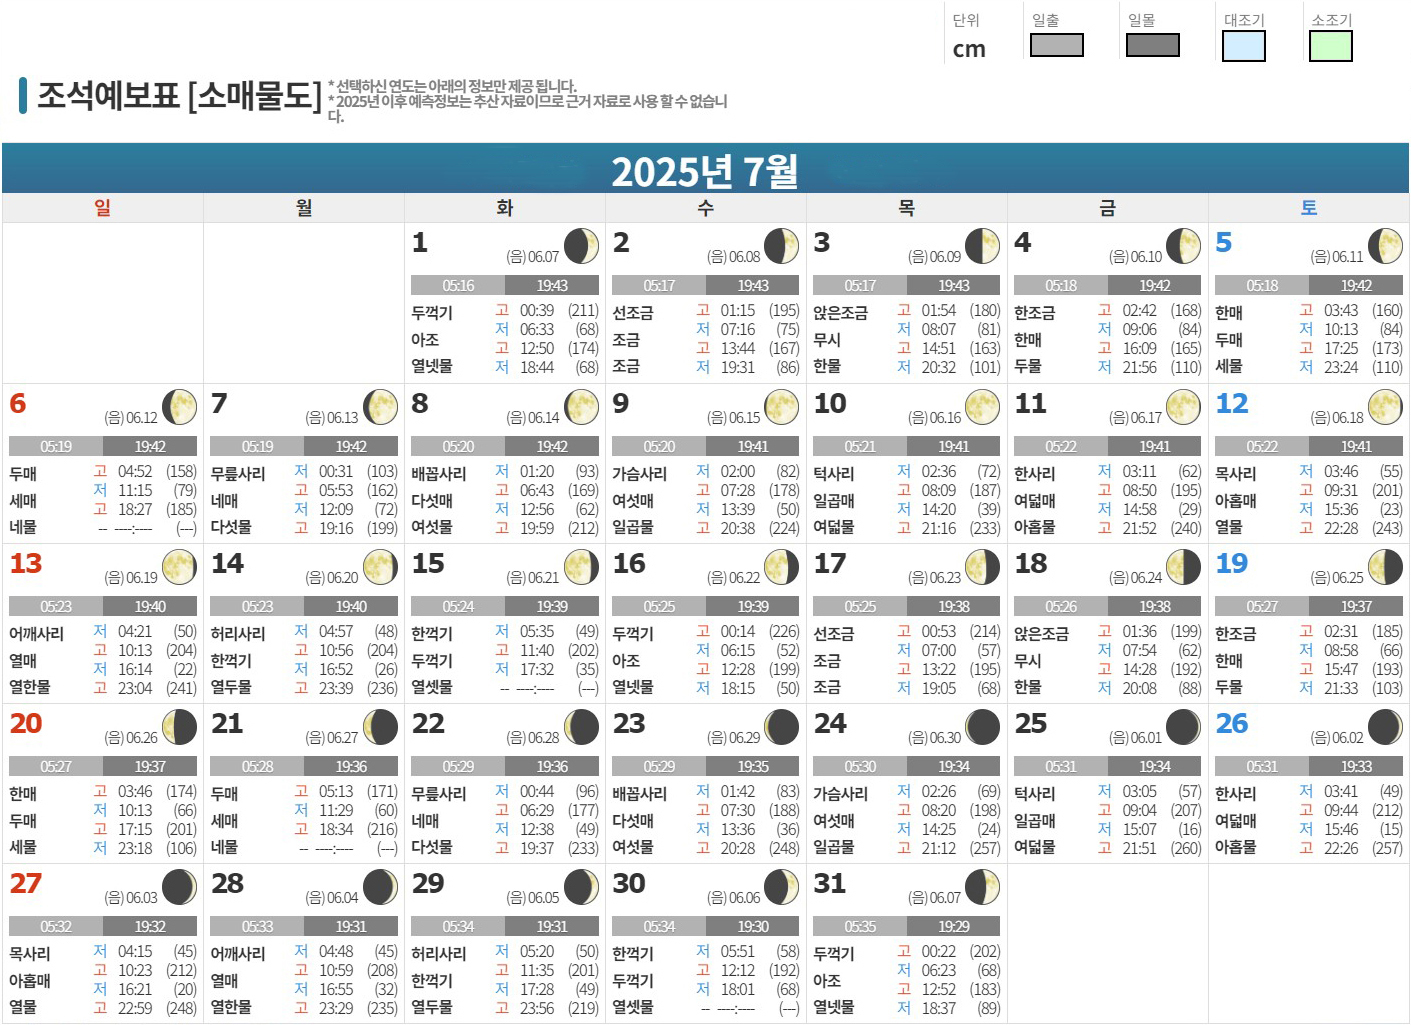 단위 일출 일몰 대조기 소조기
cm
조석예보표 [소매물도]
* 선택하신 연도는 아래의 정보만 제공 됩니다.
* 2025년 이후 예측정보는 추산 자료이므로 근거 자료로 사용 할 수 없습니
다.
2025년 7월
일 월 화 수 목 금 토
1 (음) 06.07
05:16 19:43
두꺽기 아조 열넷물
고 00:39 (211)
저 06:33 (68)
고 12:50 (174)
저 18:44 (68)
2 (음) 06.08
05:17 19:43
선조금 조금 조금
고 01:15 (195)
저 07:16 (75)
고 13:44 (167)
저 19:31 (86)
3 (음) 06.09
05:17 19:43
앉은조금 무시 한물
고 01:54 (180)
저 08:07 (81)
고 14:51 (163)
저 20:32 (101)
4 (음) 06.10
05:18 19:42
한조금 한매 두물
고 02:42 (168)
저 09:06 (84)
고 16:09 (165)
저 21:56 (110)
5 (음) 06.11
05:18 19:42
한매 두매 세물
고 03:43 (160)
저 10:13 (84)
고 17:25 (173)
저 23:24 (110)
6 (음) 06.12
05:19 19:42
두매 세매 네물
고 04:52 (158)
저 11:15 (79)
고 18:27 (185)
-- ----:---- (---)
7 (음) 06.13
05:19 19:42
무릎사리 네매 다섯물
저 00:31 (103)
고 05:53 (162)
저 12:09 (72)
고 19:16 (199)
8 (음) 06.14
05:20 19:42
배꼽사리 다섯매 여섯물
저 01:20 (93)
고 06:43 (169)
저 12:56 (62)
고 19:59 (212)
9 (음) 06.15
05:20 19:41
가슴사리 여섯매 일곱물
저 02:00 (82)
고 07:28 (178)
저 13:39 (50)
고 20:38 (224)
10 (음) 06.16
05:21 19:41
턱사리 일곱매 여덟물
저 02:36 (72)
고 08:09 (187)
저 14:20 (39)
고 21:16 (233)
11 (음) 06.17
05:22 19:41
한사리 여덟매 아홉물
저 03:11 (62)
고 08:50 (195)
저 14:58 (29)
고 21:52 (240)
12 (음) 06.18
05:22 19:41
목사리 아홉매 열물
저 03:46 (55)
고 09:31 (201)
저 15:36 (23)
고 22:28 (243)
13 (음) 06.19
05:23 19:40
어깨사리 열매 열한물
저 04:21 (50)
고 10:13 (204)
저 16:14 (22)
고 23:04 (241)
14 (음) 06.20
05:23 19:40
허리사리 한꺽기 열두물
저 04:57 (48)
고 10:56 (204)
저 16:52 (26)
고 23:39 (236)
15 (음) 06.21
05:24 19:39
한꺽기 두꺽기 열셋물
저 05:35 (49)
고 11:40 (202)
저 17:32 (35)
-- ----:---- (---)
16 (음) 06.22
05:25 19:39
두꺽기 아조 열넷물
고 00:14 (226)
저 06:15 (52)
고 12:28 (199)
저 18:15 (50)
17 (음) 06.23
05:25 19:38
선조금 조금 조금
고 00:53 (214)
저 07:00 (57)
고 13:22 (195)
저 19:05 (68)
18 (음) 06.24
05:26 19:38
앉은조금 무시 한물
고 01:36 (199)
저 07:54 (62)
고 14:28 (192)
저 20:08 (88)
19 (음) 06.25
05:27 19:37
한조금 한매 두물
고 02:31 (185)
저 08:58 (66)
고 15:47 (193)
저 21:33 (103)
20 (음) 06.26
05:27 19:37
한매 두매 세물
고 03:46 (174)
저 10:13 (66)
고 17:15 (201)
저 23:18 (106)
21 (음) 06.27
05:28 19:36
두매 세매 네물
고 05:13 (171)
저 11:29 (60)
고 18:34 (216)
-- ----:---- (---)
22 (음) 06.28
05:29 19:36
무릎사리 네매 다섯물
저 00:44 (96)
고 06:29 (177)
저 12:38 (49)
고 19:37 (233)
23 (음) 06.29
05:29 19:35
배꼽사리 다섯매 여섯물
저 01:42 (83)
고 07:30 (188)
저 13:36 (36)
고 20:28 (248)
24 (음) 06.30
05:30 19:34
가슴사리 여섯매 일곱물
저 02:26 (69)
고 08:20 (198)
저 14:25 (24)
고 21:12 (257)
25 (음) 06.01
05:31 19:34
턱사리 일곱매 여덟물
저 03:05 (57)
고 09:04 (207)
저 15:07 (16)
고 21:51 (260)
26 (음) 06.02
05:31 19:33
한사리 여덟매 아홉물
저 03:41 (49)
고 09:44 (212)
저 15:46 (15)
고 22:26 (257)
27 (음) 06.03
05:32 19:32
목사리 아홉매 열물
저 04:15 (45)
고 10:23 (212)
저 16:21 (20)
고 22:59 (248)
28 (음) 06.04
05:33 19:31
어깨사리 열매 열한물
저 04:48 (45)
고 10:59 (208)
저 16:55 (32)
고 23:29 (235)
29 (음) 06.05
05:34 19:31
허리사리 한꺽기 열두물
저 05:20 (50)
고 11:35 (201)
저 17:28 (49)
고 23:56 (219)
30 (음) 06.06
05:34 19:30
한꺽기 두꺽기 열셋물
저 05:51 (58)
고 12:12 (192)
저 18:01 (68)
-- ----:---- (---)
31 (음) 06.07
05:35 19:29
두꺽기 아조 열넷물
고 00:22 (202)
저 06:23 (68)
고 12:52 (183)
저 18:37 (89)